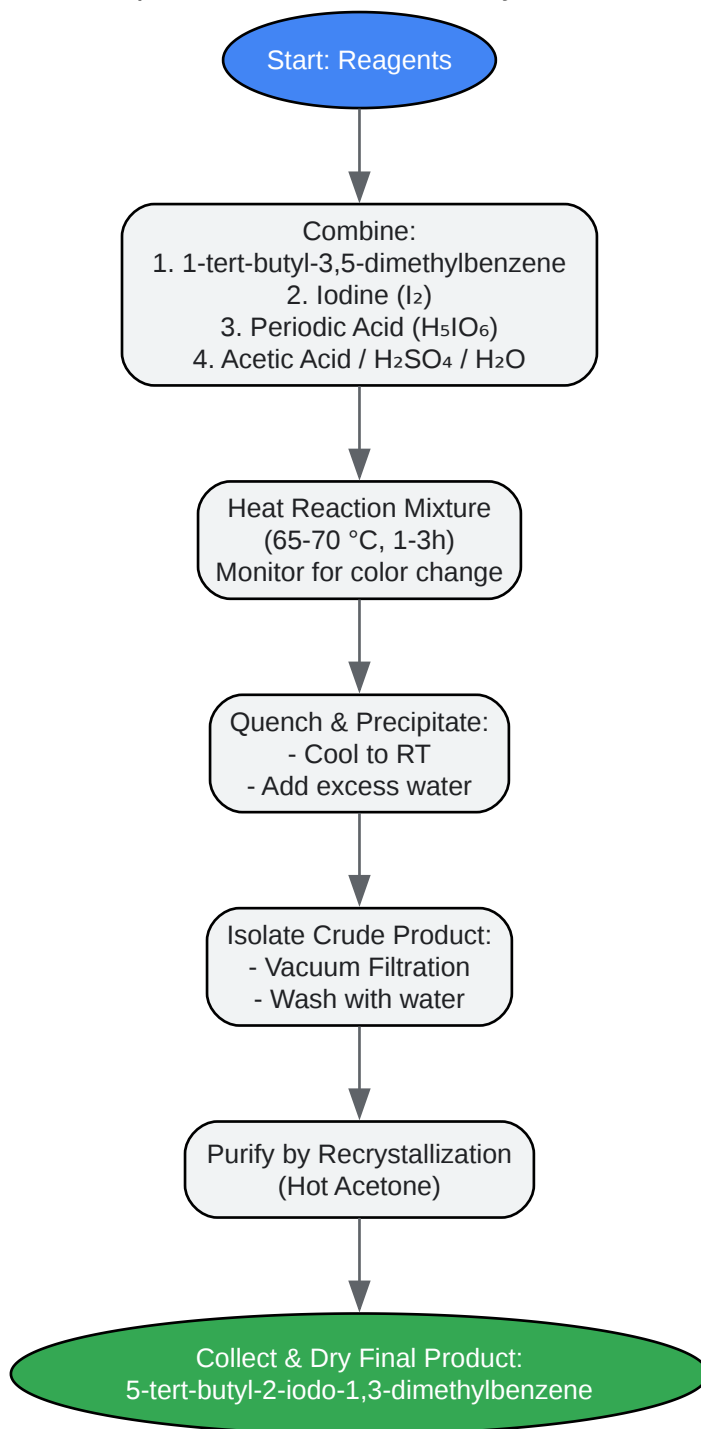 Start: Reagents
Combine:
1. 1-tert-butyl-3,5-dimethylbenzene
2. Iodine (I₂)
3. Periodic Acid (H₅IO₆)
4. Acetic Acid / H₂SO₄ / H₂O
Heat Reaction Mixture
(65-70 °C, 1-3h)
Monitor for color change
Quench & Precipitate:
- Cool to RT
- Add excess water
Isolate Crude Product:
- Vacuum Filtration
- Wash with water
Purify by Recrystallization
(Hot Acetone)
Collect & Dry Final Product:
5-tert-butyl-2-iodo-1,3-dimethylbenzene